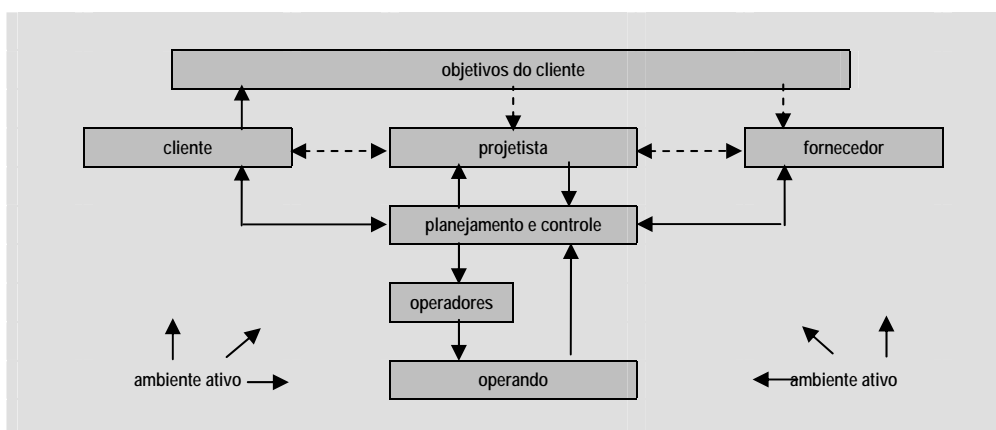 objetivos do cliente
cliente
projetista
fornecedor
planejamento e controle
operadores
ambiente ativo
operando
ambiente ativo